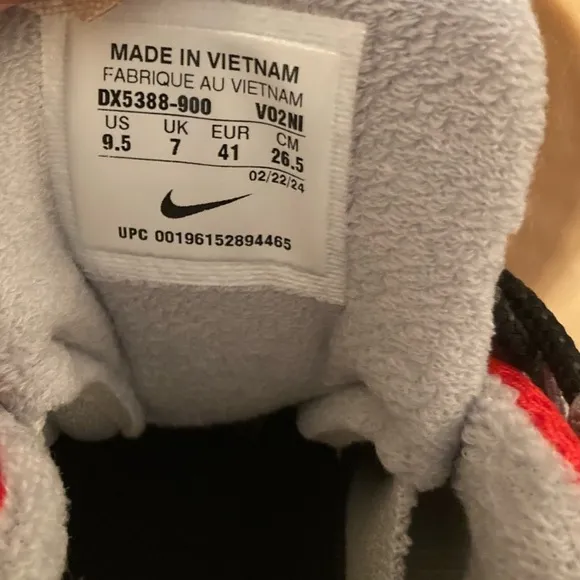 MADE IN VIETNAM
FABRIQUE AU VIETNAM
DX5388-900 V02NI
US UK EUR CM
9.5 7 41 26.5
02/22/24
UPC 00196152894465